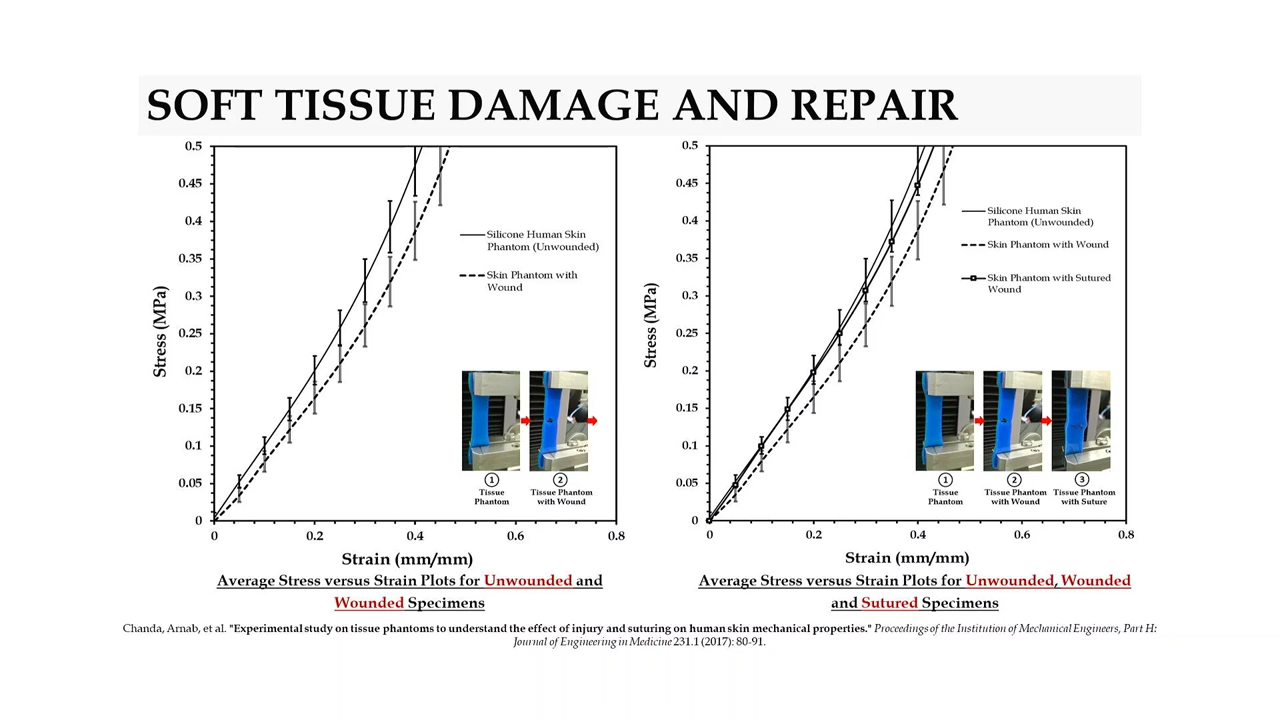 SOFT TISSUE DAMAGE AND REPAIR
0.5
0.45
0.4
0.35
0.3
0.25
0.2
0.15
0.1
0.05
0
Stress (MPa)
0
0.2
0.4
0.6
0.8
Strain (mm/mm)
Silicone Human Skin
Phantom (Unwounded)
Skin Phantom with
Wound
1
Tissue
Phantom
2
Tissue Phantom
with Wound
Average Stress versus Strain Plots for Unwounded and
Wounded Specimens
0.5
0.45
0.4
0.35
0.3
0.25
0.2
0.15
0.1
0.05
0
Stress (MPa)
0
0.2
0.4
0.6
0.8
Strain (mm/mm)
Silicone Human Skin
Phantom (Unwounded)
Skin Phantom with Wound
Skin Phantom with Sutured
Wound
1
Tissue
Phantom
2
Tissue Phantom
with Wound
3
Tissue Phantom
with Suture
Average Stress versus Strain Plots for Unwounded, Wounded
and Sutured Specimens
Chanda, Arnab, et al. "Experimental study on tissue phantoms to understand the effect of injury and suturing on human skin mechanical properties." Proceedings of the Institution of Mechanical Engineers, Part H:
Journal of Engineering in Medicine 231.1 (2017): 80-91.